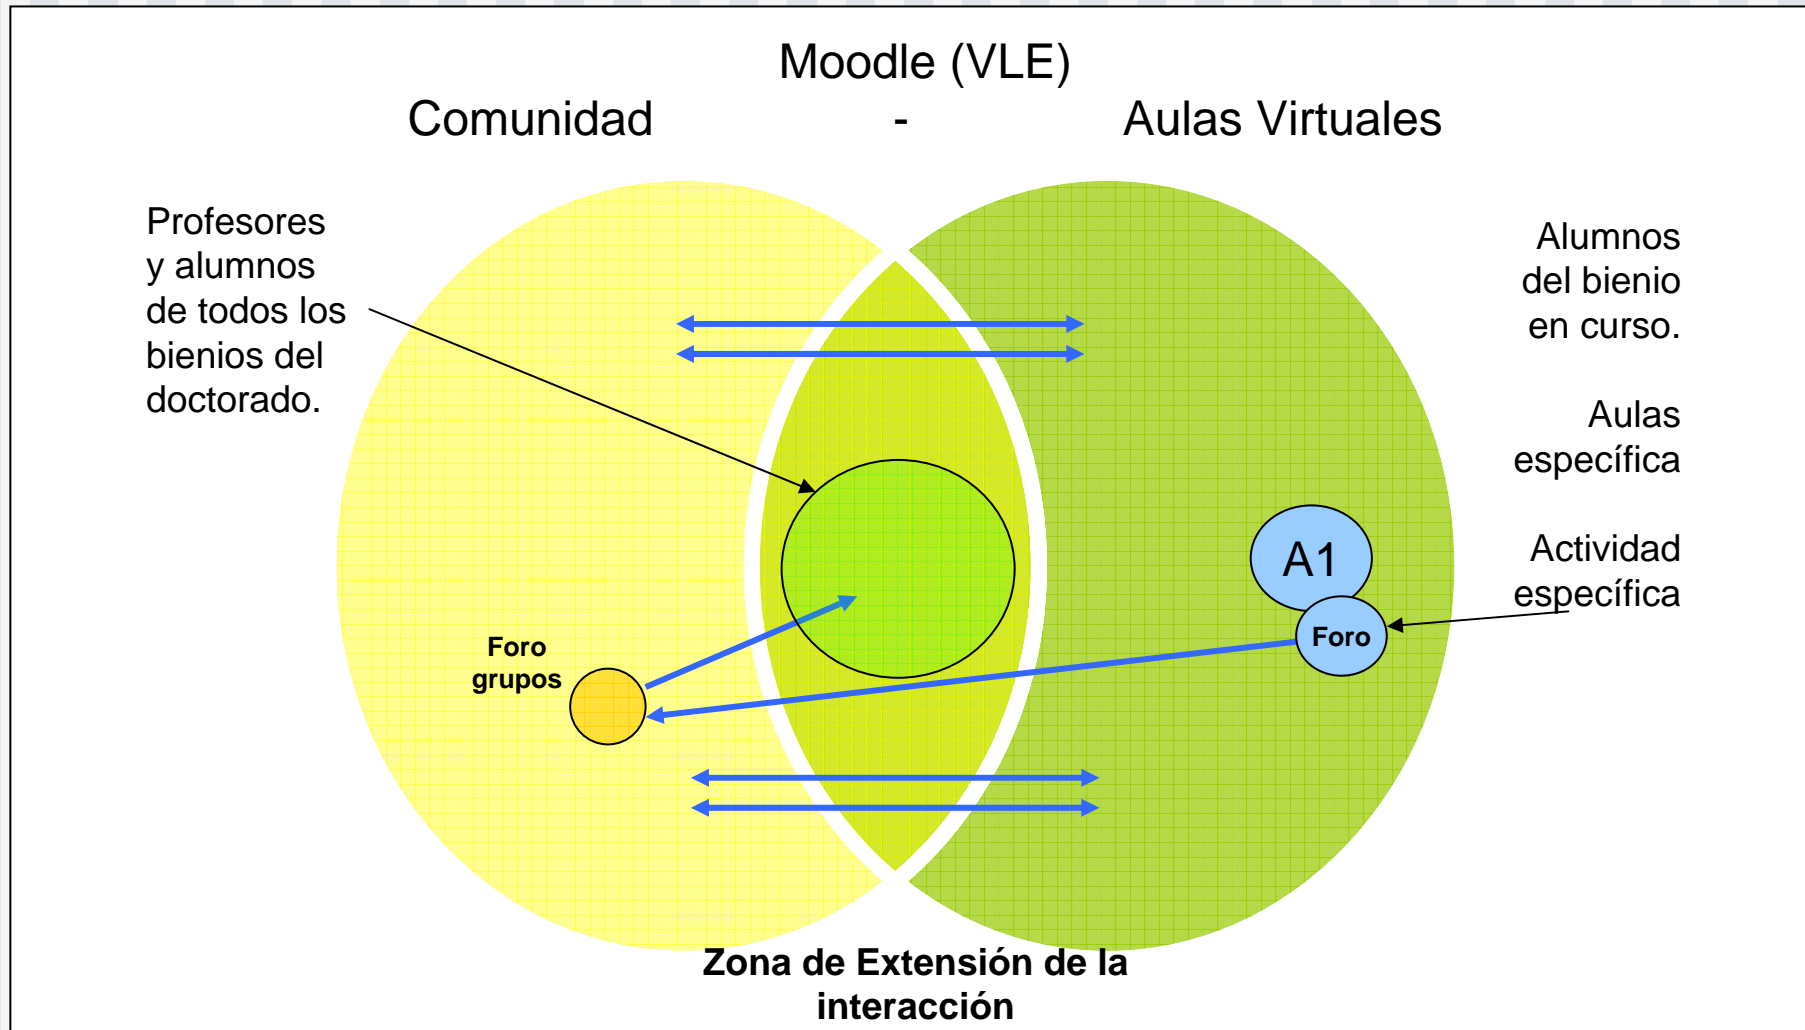 Moodle (VLE)
Comunidad - Aulas Virtuales
Profesores
y alumnos
de todos los
bienios del
doctorado.
Alumnos
del bienio
en curso.
Aulas
específica
Actividad
específica
A1
Foro
Foro
grupos
Zona de Extensión de la
interacción